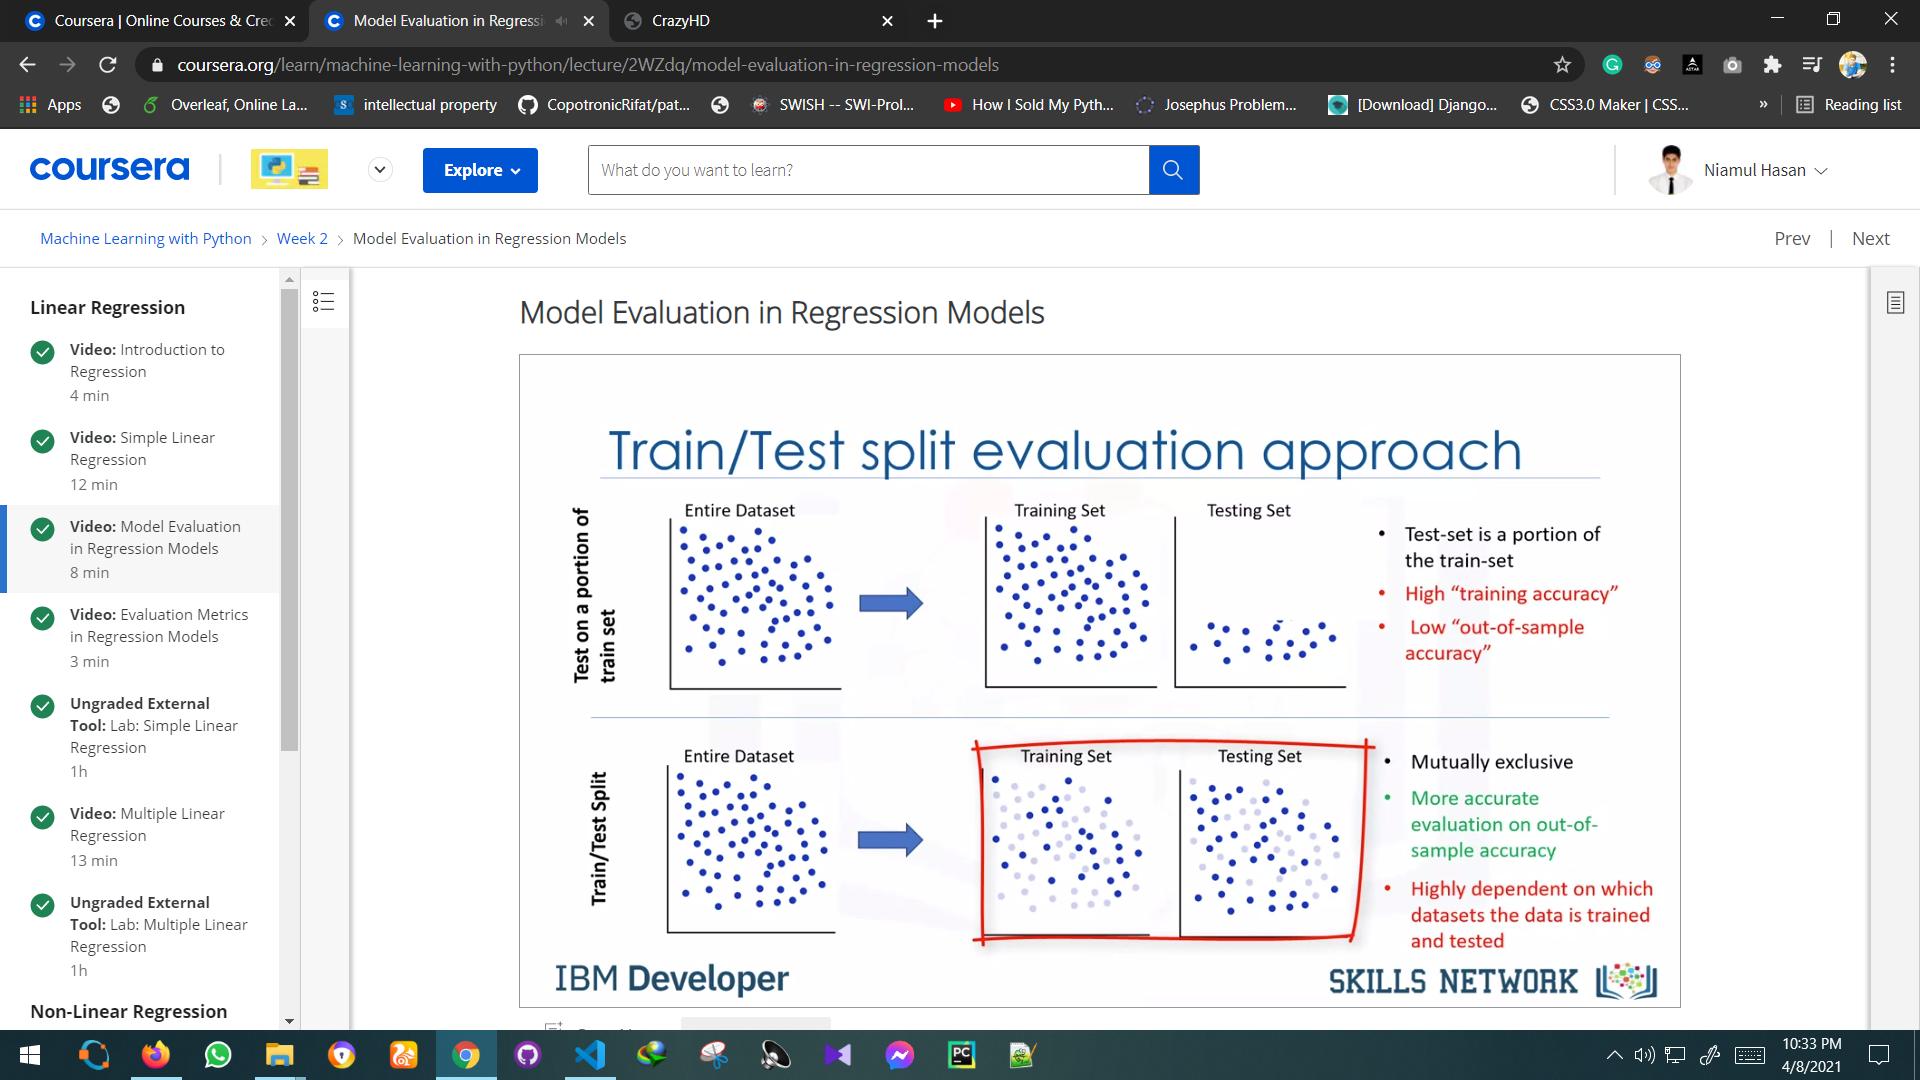 Coursera | Online Courses & Cre
Model Evaluation in Regressi
CrazyHD
coursera.org/learn/machine-learning-with-python/lecture/2WZdq/model-evaluation-in-regression-models
Apps
Overleaf, Online La...
intellectual property
CopotronicRifat/pat...
SWISH -- SWI-Prol...
How I Sold My Pyth...
Josephus Problem...
[Download] Django...
CSS3.0 Maker | CSS...
»
Reading list
coursera
Explore
What do you want to learn?
Niamul Hasan
Machine Learning with Python > Week 2 > Model Evaluation in Regression Models
Prev | Next
Linear Regression
Video: Introduction to
Regression
4 min
Video: Simple Linear
Regression
12 min
Video: Model Evaluation
in Regression Models
8 min
Video: Evaluation Metrics
in Regression Models
3 min
Ungraded External
Tool: Lab: Simple Linear
Regression
1h
Video: Multiple Linear
Regression
13 min
Ungraded External
Tool: Lab: Multiple Linear
Regression
1h
Non-Linear Regression
Model Evaluation in Regression Models
Train/Test split evaluation approach
Test on a portion of
train set
Entire Dataset
Training Set
Testing Set
• Test-set is a portion of
the train-set
• High “training accuracy”
• Low “out-of-sample
accuracy”
Train/Test Split
Entire Dataset
Training Set
Testing Set
• Mutually exclusive
• More accurate
evaluation on out-of-
sample accuracy
• Highly dependent on which
datasets the data is trained
and tested
IBM Developer
SKILLS NETWORK
PC
10:33 PM
4/8/2021